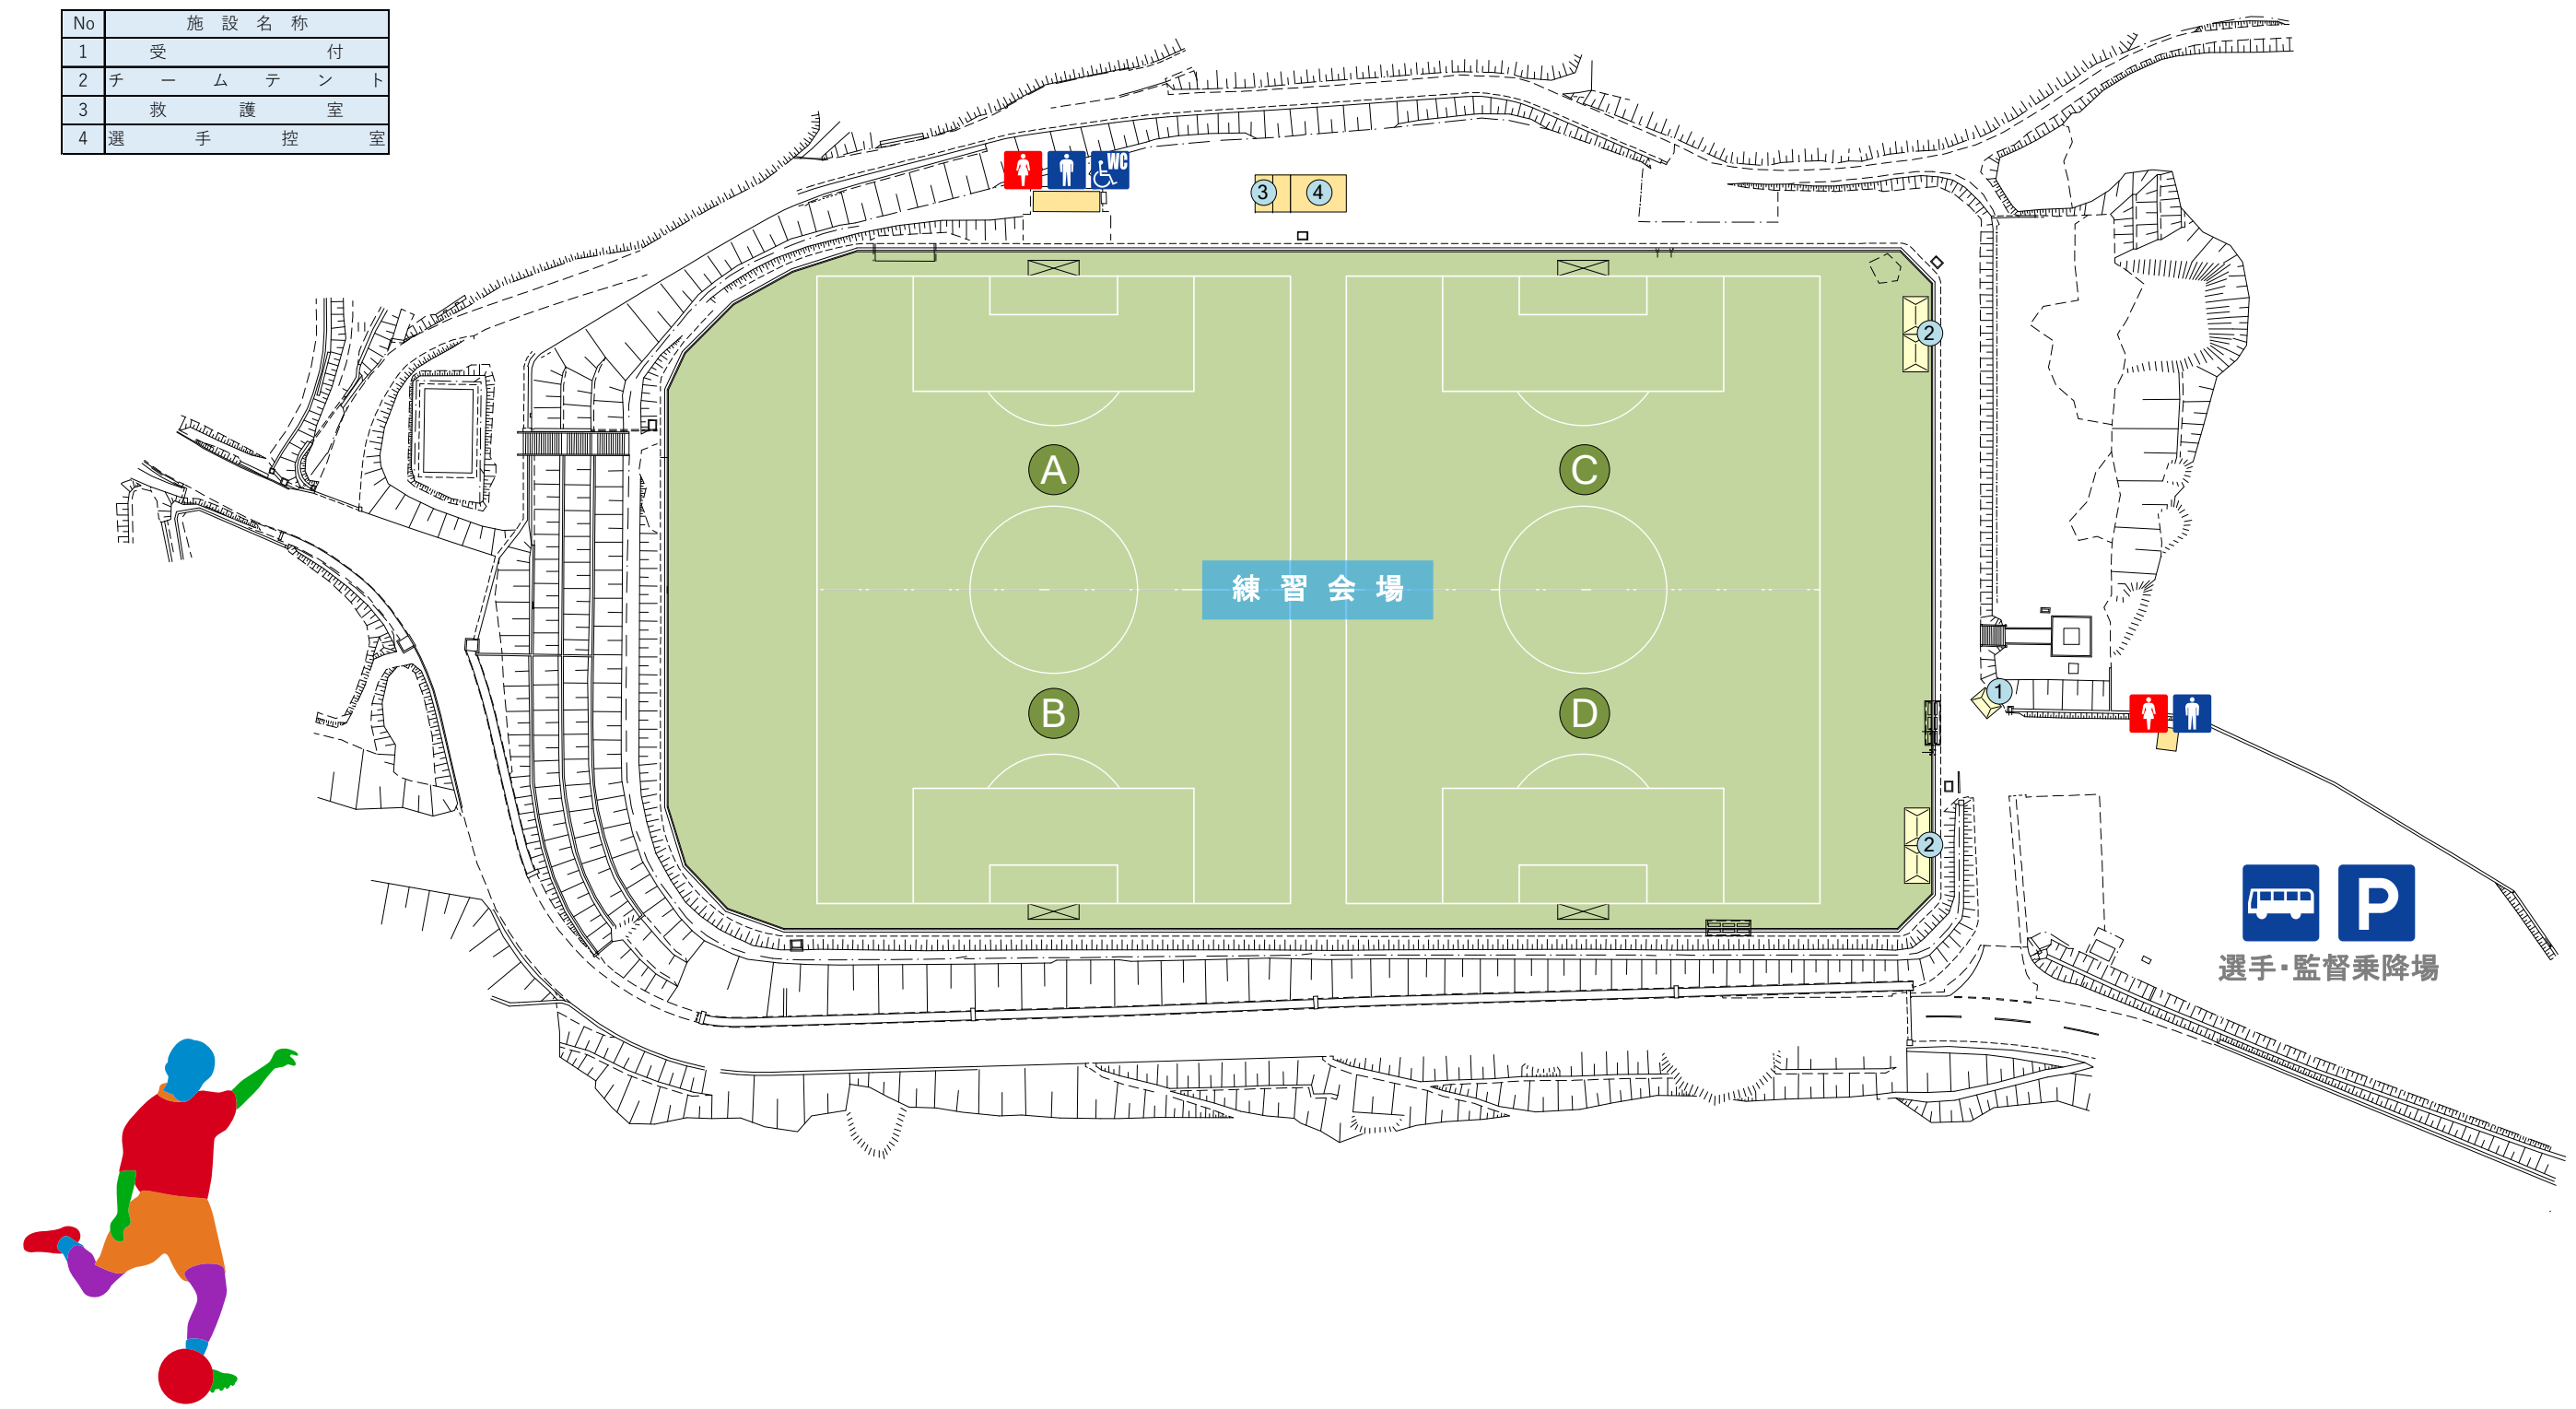 No 施設名称
1 受付
2 チームテント
3 救護室
4 選手控室
WC
3 4
2
A C
練習会場
1
B D
2
P
選手・監督乗降場